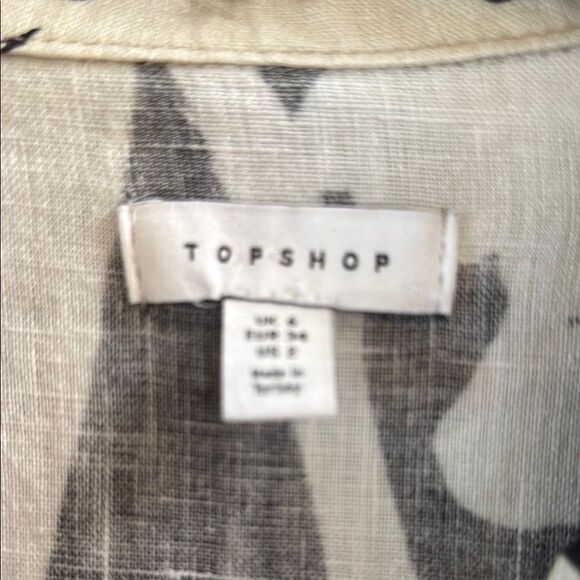 TOPSHOP
UK 6
EUR 34
US 2
Made in
Turkey